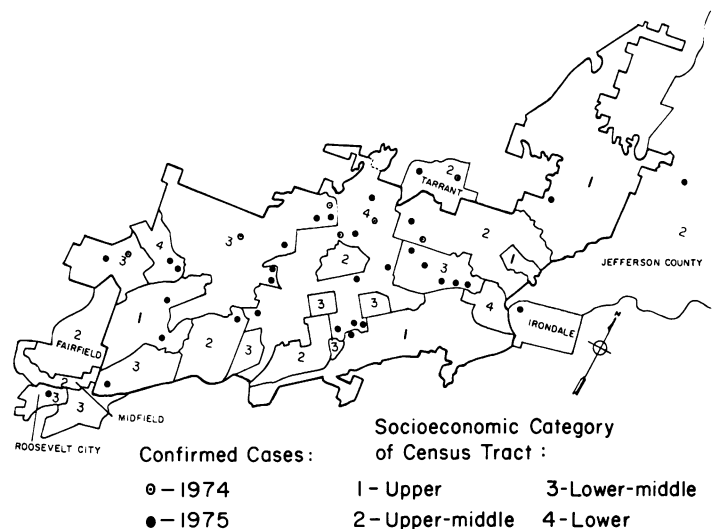 2
TARRANT
1
4
2
3
2
1
JEFFERSON COUNTY
4
3
2
3
1
3
3
4
IRONDALE
2
FAIRFIELD
1
2
3
2
3
1
3
2
3
3
MIDFIELD
ROOSEVELT CITY
Confirmed Cases:
⊙ – 1974
● – 1975
Socioeconomic Category
of Census Tract :
1 – Upper
3-Lower-middle
2 – Upper-middle
4 – Lower
N